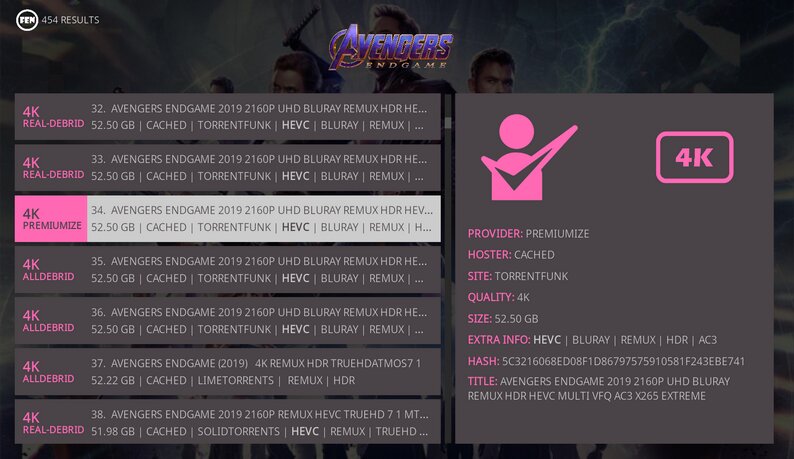 FEN 454 RESULTS
AVENGERS
ENDGAME
4K
REAL-DEBRID
32. AVENGERS ENDGAME 2019 2160P UHD BLURAY REMUX HDR HE...
52.50 GB | CACHED | TORRENTFUNK | HEVC | BLURAY | REMUX | ...
4K
REAL-DEBRID
33. AVENGERS ENDGAME 2019 2160P UHD BLURAY REMUX HDR HE...
52.50 GB | CACHED | TORRENTFUNK | HEVC | BLURAY | REMUX | ...
4K
PREMIUMIZE
34. AVENGERS ENDGAME 2019 2160P UHD BLURAY REMUX HDR HEV...
52.50 GB | CACHED | TORRENTFUNK | HEVC | BLURAY | REMUX | H...
4K
ALLDEBRID
35. AVENGERS ENDGAME 2019 2160P UHD BLURAY REMUX HDR HE...
52.50 GB | CACHED | TORRENTFUNK | HEVC | BLURAY | REMUX | ...
4K
ALLDEBRID
36. AVENGERS ENDGAME 2019 2160P UHD BLURAY REMUX HDR HE...
52.50 GB | CACHED | TORRENTFUNK | HEVC | BLURAY | REMUX | ...
4K
ALLDEBRID
37. AVENGERS ENDGAME (2019) 4K REMUX HDR TRUEHDATMOS7 1
52.22 GB | CACHED | LIMETORRENTS | REMUX | HDR
4K
REAL-DEBRID
38. AVENGERS ENDGAME 2019 2160P REMUX HEVC TRUEHD 7 1 MT...
51.98 GB | CACHED | SOLIDTORRENTS | HEVC | REMUX | TRUEHD ...
4K
PROVIDER: PREMIUMIZE
HOSTER: CACHED
SITE: TORRENTFUNK
QUALITY: 4K
SIZE: 52.50 GB
EXTRA INFO: HEVC | BLURAY | REMUX | HDR | AC3
HASH: 5C3216068ED08F1D86797575910581F243EBE741
TITLE: AVENGERS ENDGAME 2019 2160P UHD BLURAY
REMUX HDR HEVC MULTI VFQ AC3 X265 EXTREME